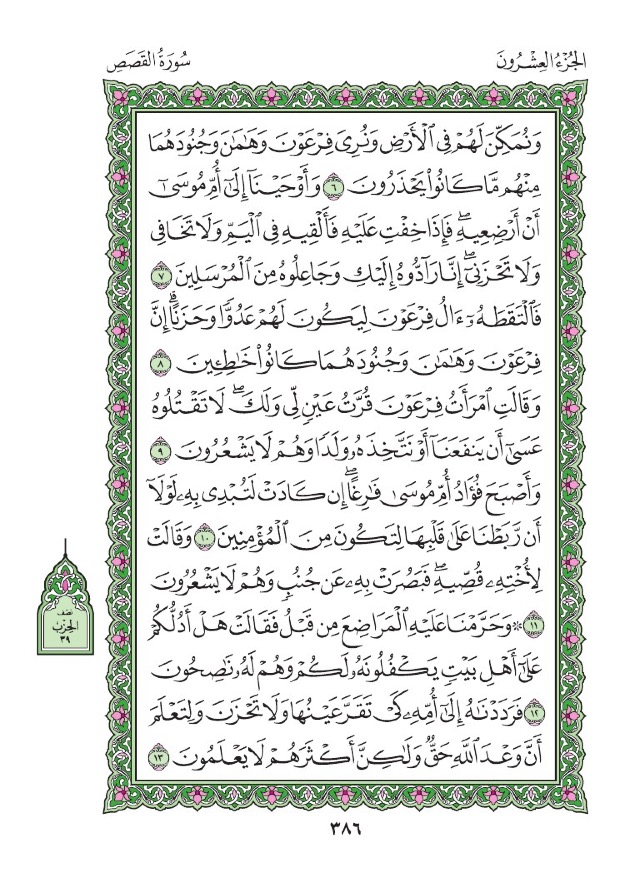 الجُزْءُ العِشْرُونَ
سُورَةُ القَصَصِ
وَنُمَكِّنَ لَهُمْ فِي ٱلْأَرْضِ وَنُرِىَ فِرْعَوْنَ وَهَٰمَٰنَ وَجُنُودَهُمَا
مِنْهُم مَّا كَانُوا۟ يَحْذَرُونَ ٦ وَأَوْحَيْنَآ إِلَىٰٓ أُمِّ مُوسَىٰٓ
أَنْ أَرْضِعِيهِ ۖ فَإِذَا خِفْتِ عَلَيْهِ فَأَلْقِيهِ فِي ٱلْيَمِّ وَلَا تَخَافِي
وَلَا تَحْزَنِيٓ ۖ إِنَّا رَآدُّوهُ إِلَيْكِ وَجَاعِلُوهُ مِنَ ٱلْمُرْسَلِينَ ٧
فَٱلْتَقَطَهُۥٓ ءَالُ فِرْعَوْنَ لِيَكُونَ لَهُمْ عَدُوًّا وَحَزَنًا ۗ إِنَّ
فِرْعَوْنَ وَهَٰمَٰنَ وَجُنُودَهُمَا كَانُوا۟ خَٰطِـِٔينَ ٨
وَقَالَتِ ٱمْرَأَتُ فِرْعَوْنَ قُرَّتُ عَيْنٍ لِّي وَلَكَ ۖ لَا تَقْتُلُوهُ
عَسَىٰٓ أَن يَنفَعَنَآ أَوْ نَتَّخِذَهُۥ وَلَدًا وَهُمْ لَا يَشْعُرُونَ ٩
وَأَصْبَحَ فُؤَادُ أُمِّ مُوسَىٰ فَٰرِغًا ۖ إِن كَادَتْ لَتُبْدِي بِهِۦ لَوْلَآ
أَن رَّبَطْنَا عَلَىٰ قَلْبِهَا لِتَكُونَ مِنَ ٱلْمُؤْمِنِينَ ١٠ وَقَالَتْ
لِأُخْتِهِۦ قُصِّيهِ ۖ فَبَصُرَتْ بِهِۦ عَن جُنُبٍ وَهُمْ لَا يَشْعُرُونَ
١١ ۞ وَحَرَّمْنَا عَلَيْهِ ٱلْمَرَاضِعَ مِن قَبْلُ فَقَالَتْ هَلْ أَدُلُّكُمْ
عَلَىٰٓ أَهْلِ بَيْتٍ يَكْفُلُونَهُۥ لَكُمْ وَهُمْ لَهُۥ نَٰصِحُونَ
١٢ فَرَدَدْنَٰهُ إِلَىٰٓ أُمِّهِۦ كَيْ تَقَرَّ عَيْنُهَا وَلَا تَحْزَنَ وَلِتَعْلَمَ
أَنَّ وَعْدَ ٱللَّهِ حَقٌّ وَلَٰكِنَّ أَكْثَرَهُمْ لَا يَعْلَمُونَ ١٣
نصف
الحزب
٣٩
٣٨٦